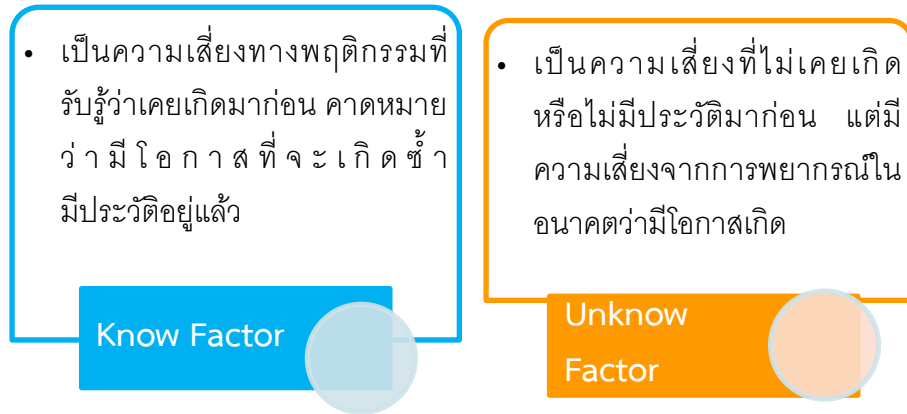 • เป็นความเสี่ยงทางพฤติกรรมที่
รับรู้ว่าเคยเกิดมาก่อน คาดหมาย
ว่ามีโอกาสที่จะเกิดซ้ำ
มีประวัติอยู่แล้ว
Know Factor
• เป็นความเสี่ยงที่ไม่เคยเกิด
หรือไม่มีประวัติมาก่อน แต่มี
ความเสี่ยงจากการพยากรณ์ใน
อนาคตว่ามีโอกาสเกิด
Unknow
Factor